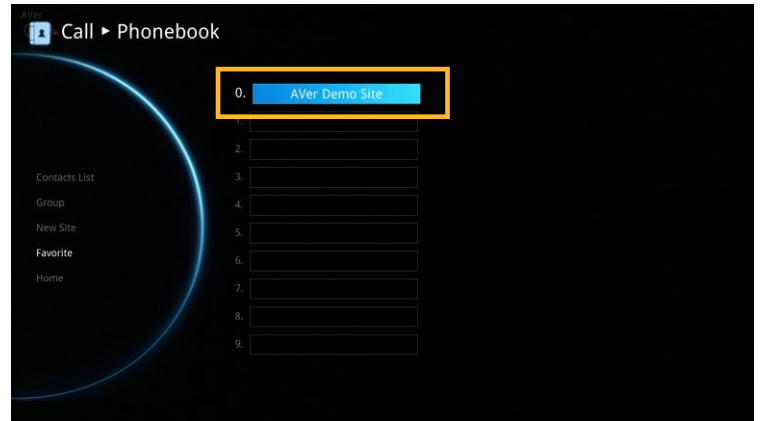 AVer
Call ▸ Phonebook
0. AVer Demo Site
1.
2.
Contacts List
3.
Group
4.
New Site
5.
Favorite
6.
Home
7.
8.
9.